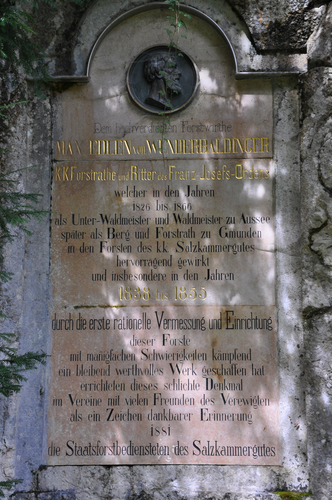 Dem hochverdienten Forstwirthe
MAX EDLEN von WUNDERBALDINGER
K.K. Forstrathe und Ritter des Franz-Josefs-Ordens
welcher in den Jahren
1826 bis 1866
als Unter-Waldmeister und Waldmeister zu Aussee
später als Berg und Forstrath zu Gmunden
in den Forsten des kk Salzkammergutes
hervorragend gewirkt
und insbesondere in den Jahren
1838 bis 1855
durch die erste rationelle Vermessung und Einrichtung
dieser Forste
mit manigfachen Schwierigkeiten kämpfend
ein bleibend werthvolles Werk geschaffen hat
errichteten dieses schlichte Denkmal
im Vereine mit vielen Freunden des Verewigten
als ein Zeichen dankbarer Erinnerung
1881
die Staatsforstbediensteten des Salzkammergutes